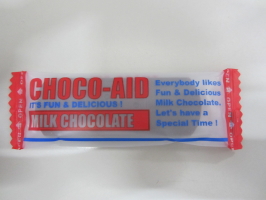 CHOCO-AID
IT'S FUN & DELICIOUS !
MILK CHOCOLATE
Everybody likes
Fun & Delicious
Milk Chocolate.
Let's have a
Special Time !